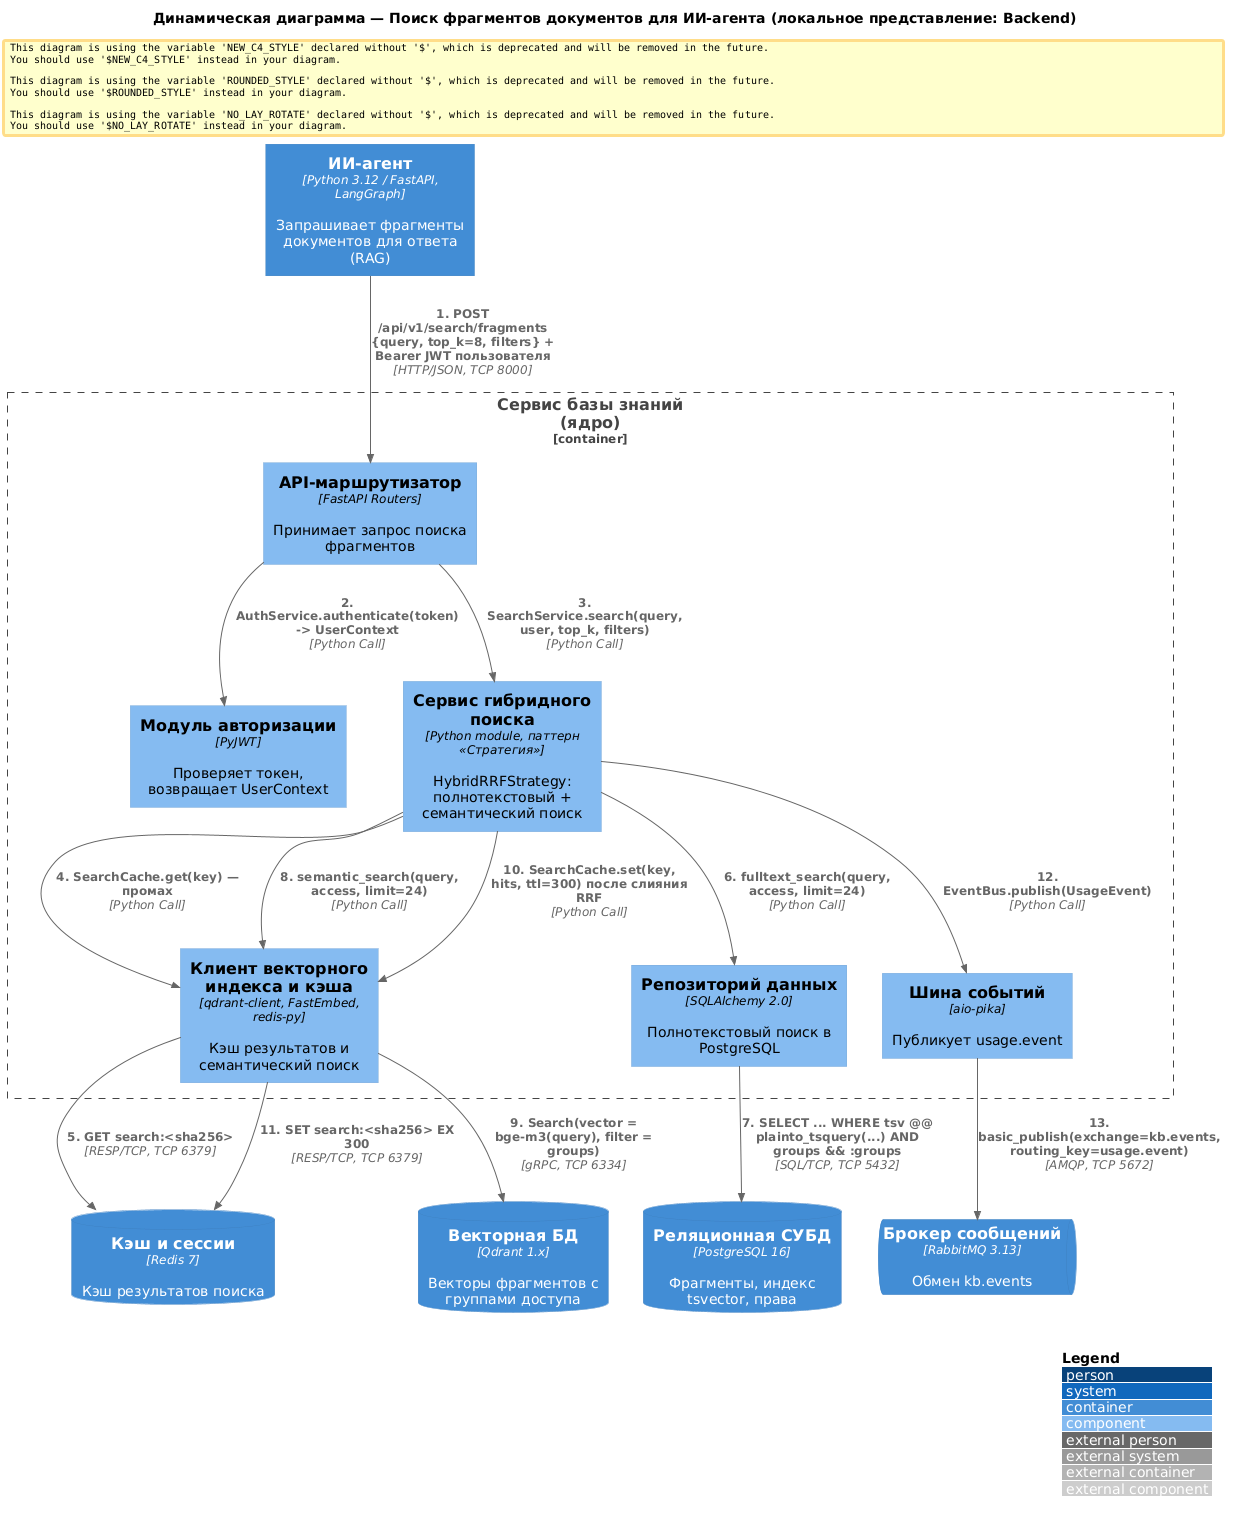 Динамическая диаграмма — Поиск фрагментов документов для ИИ-агента (локальное представление: Backend)
This diagram is using the variable 'NEW_C4_STYLE' declared without '$', which is deprecated and will be removed in the future.
You should use '$NEW_C4_STYLE' instead in your diagram.
This diagram is using the variable 'ROUNDED_STYLE' declared without '$', which is deprecated and will be removed in the future.
You should use '$ROUNDED_STYLE' instead in your diagram.
This diagram is using the variable 'NO_LAY_ROTATE' declared without '$', which is deprecated and will be removed in the future.
You should use '$NO_LAY_ROTATE' instead in your diagram.
ИИ-агент
[Python 3.12 / FastAPI,
LangGraph]
Запрашивает фрагменты
документов для ответа
(RAG)
1. POST
/api/v1/search/fragments
{query, top_k=8, filters} +
Bearer JWT пользователя
[HTTP/JSON, TCP 8000]
Сервис базы знаний
(ядро)
[container]
API-маршрутизатор
[FastAPI Routers]
Принимает запрос поиска
фрагментов
2.
AuthService.authenticate(token)
-> UserContext
[Python Call]
3.
SearchService.search(query,
user, top_k, filters)
[Python Call]
Модуль авторизации
[PyJWT]
Проверяет токен,
возвращает UserContext
Сервис гибридного
поиска
[Python module, паттерн
«Стратегия»]
HybridRRFStrategy:
полнотекстовый +
семантический поиск
4. SearchCache.get(key) —
промах
[Python Call]
8. semantic_search(query,
access, limit=24)
[Python Call]
10. SearchCache.set(key,
hits, ttl=300) после слияния
RRF
[Python Call]
6. fulltext_search(query,
access, limit=24)
[Python Call]
12.
EventBus.publish(UsageEvent)
[Python Call]
Клиент векторного
индекса и кэша
[qdrant-client, FastEmbed,
redis-py]
Кэш результатов и
семантический поиск
Репозиторий данных
[SQLAlchemy 2.0]
Полнотекстовый поиск в
PostgreSQL
Шина событий
[aio-pika]
Публикует usage.event
5. GET search:<sha256>
[RESP/TCP, TCP 6379]
11. SET search:<sha256> EX
300
[RESP/TCP, TCP 6379]
9. Search(vector =
bge-m3(query), filter =
groups)
[gRPC, TCP 6334]
7. SELECT ... WHERE tsv @@
plainto_tsquery(...) AND
groups && :groups
[SQL/TCP, TCP 5432]
13.
basic_publish(exchange=kb.events,
routing_key=usage.event)
[AMQP, TCP 5672]
Кэш и сессии
[Redis 7]
Кэш результатов поиска
Векторная БД
[Qdrant 1.x]
Векторы фрагментов с
группами доступа
Реляционная СУБД
[PostgreSQL 16]
Фрагменты, индекс
tsvector, права
Брокер сообщений
[RabbitMQ 3.13]
Обмен kb.events
Legend
person
system
container
component
external person
external system
external container
external component